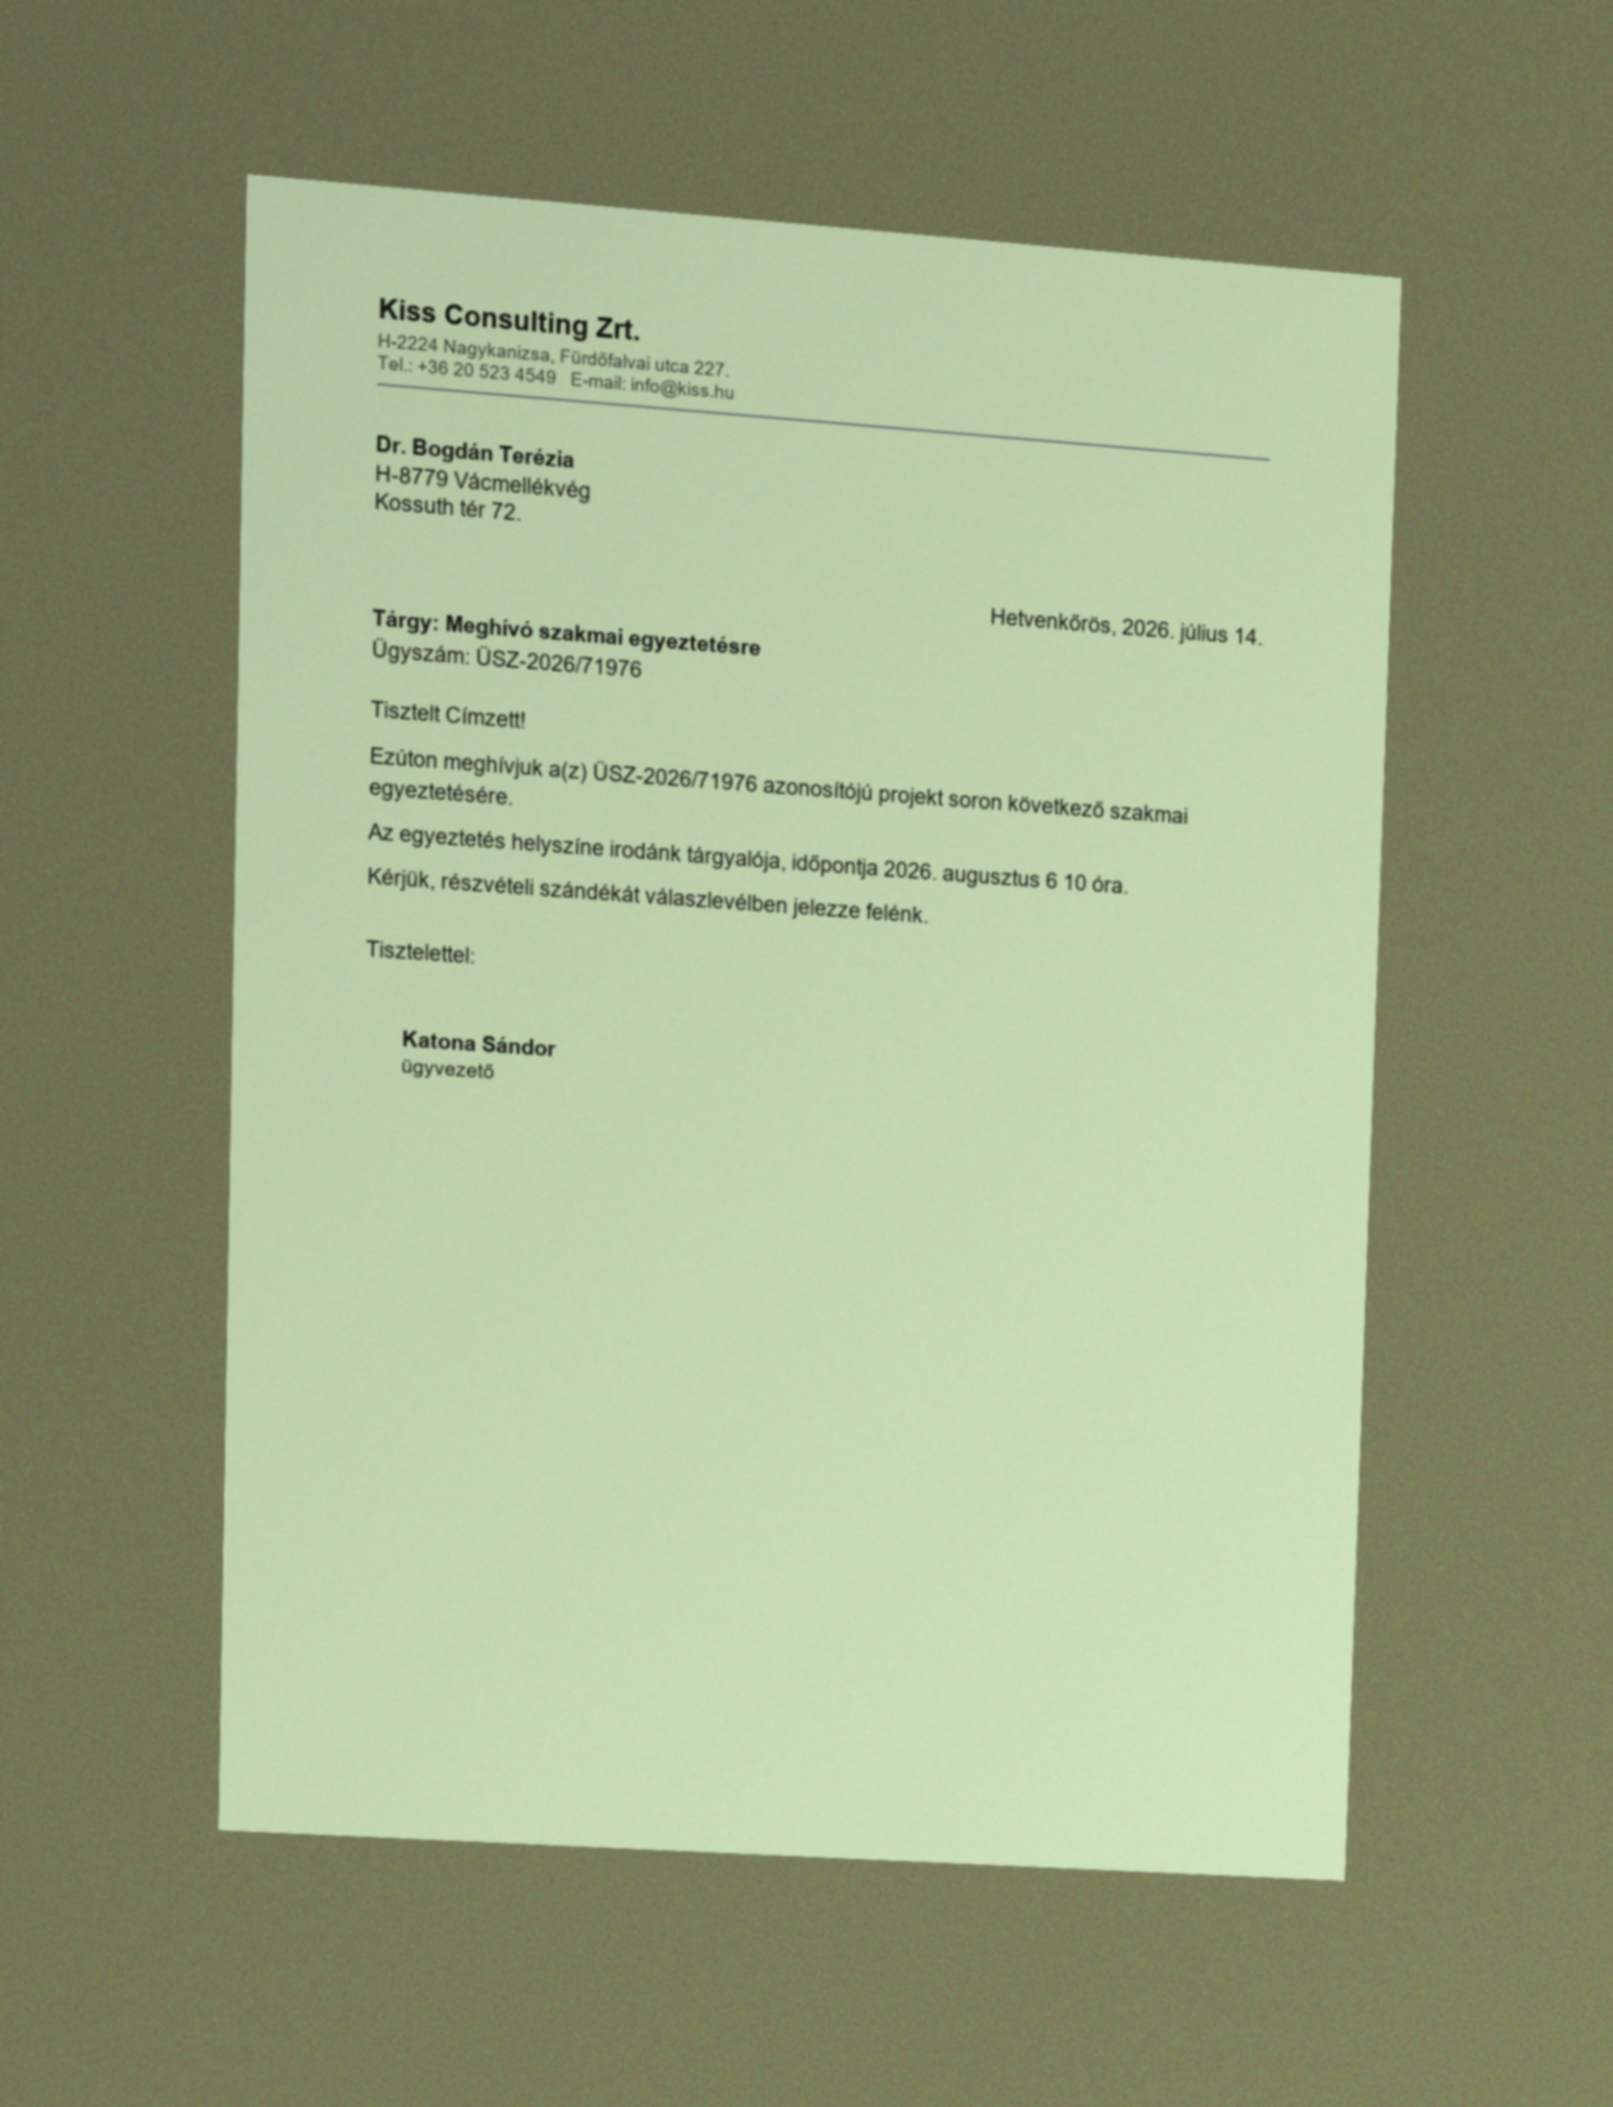 Kiss Consulting Zrt.
H-2224 Nagykanizsa, Fürdőfalvai utca 227.
Tel.: +36 20 523 4549   E-mail: info@kiss.hu
Dr. Bogdán Terézia
H-8779 Vácmellékvég
Kossuth tér 72.
Hetvenkőrös, 2026. július 14.
Tárgy: Meghívó szakmai egyeztetésre
Ügyszám: ÜSZ-2026/71976
Tisztelt Címzett!
Ezúton meghívjuk a(z) ÜSZ-2026/71976 azonosítójú projekt soron következő szakmai
egyeztetésére.
Az egyeztetés helyszíne irodánk tárgyalója, időpontja 2026. augusztus 6 10 óra.
Kérjük, részvételi szándékát válaszlevélben jelezze felénk.
Tisztelettel:
Katona Sándor
ügyvezető